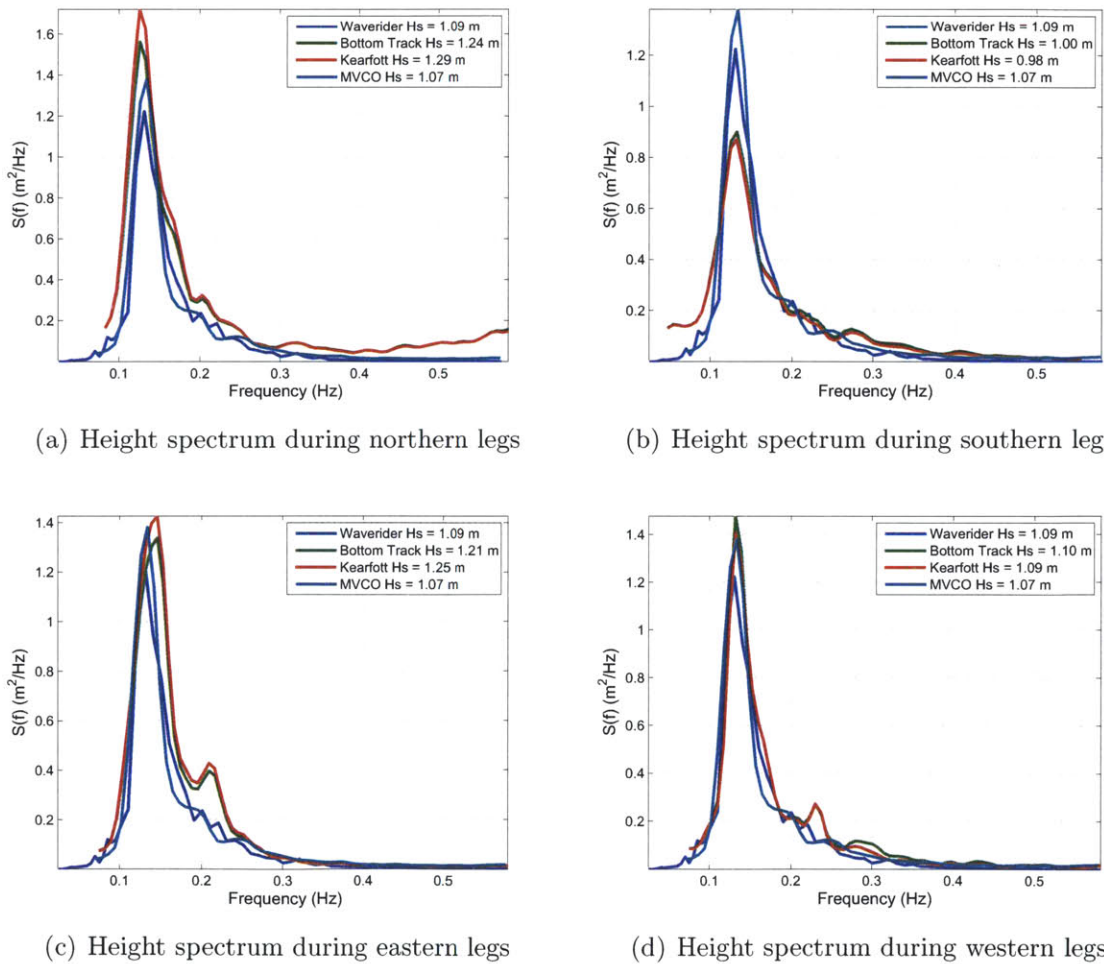 1.6
1.4
1.2
1
0.8
0.6
0.4
0.2
S(f) (m²/Hz)
0.1 0.2 0.3 0.4 0.5
Frequency (Hz)
Waverider Hs = 1.09 m
Bottom Track Hs = 1.24 m
Kearfott Hs = 1.29 m
MVCO Hs = 1.07 m
(a) Height spectrum during northern legs
1.2
1
0.8
0.6
0.4
0.2
S(f) (m²/Hz)
0.1 0.2 0.3 0.4 0.5
Frequency (Hz)
Waverider Hs = 1.09 m
Bottom Track Hs = 1.00 m
Kearfott Hs = 0.98 m
MVCO Hs = 1.07 m
(b) Height spectrum during southern leg
1.4
1.2
1
0.8
0.6
0.4
0.2
S(f) (m²/Hz)
0.1 0.2 0.3 0.4 0.5
Frequency (Hz)
Waverider Hs = 1.09 m
Bottom Track Hs = 1.21 m
Kearfott Hs = 1.25 m
MVCO Hs = 1.07 m
(c) Height spectrum during eastern legs
1.4
1.2
1
0.8
0.6
0.4
0.2
S(f) (m²/Hz)
0.1 0.2 0.3 0.4 0.5
Frequency (Hz)
Waverider Hs = 1.09 m
Bottom Track Hs = 1.10 m
Kearfott Hs = 1.09 m
MVCO Hs = 1.07 m
(d) Height spectrum during western legs